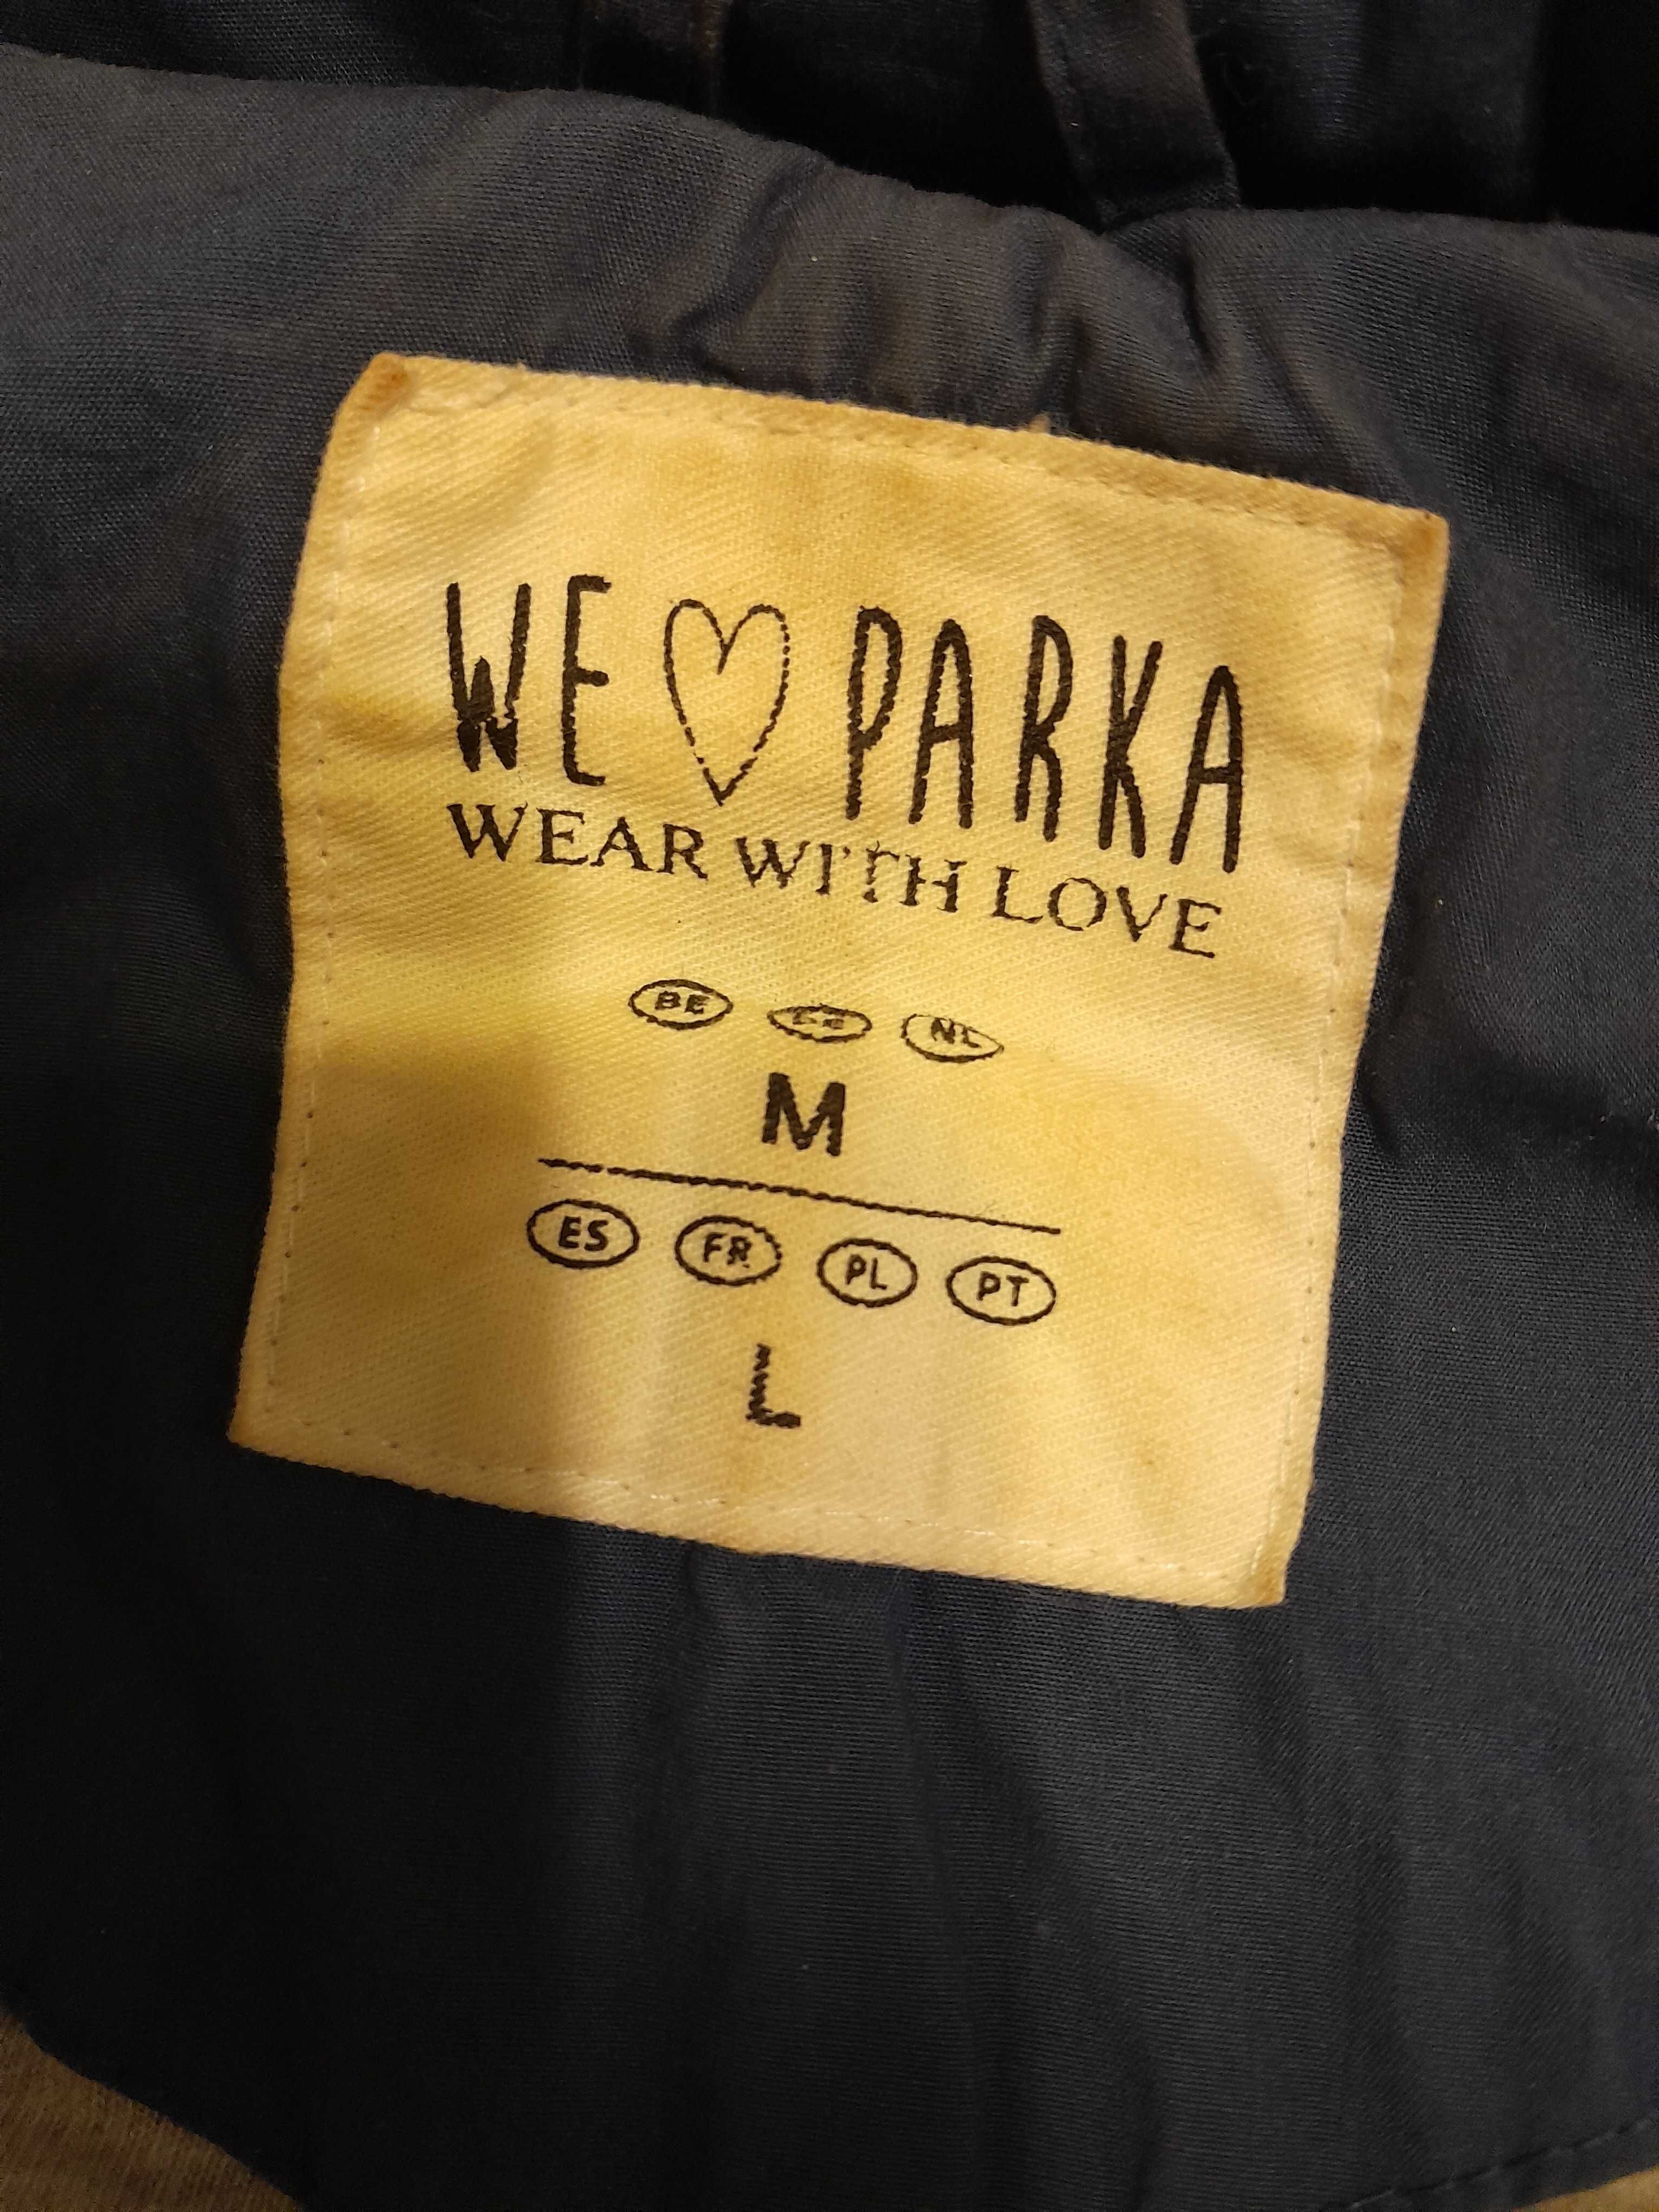 WE ♡ PARKA
WEAR WITH LOVE
BE NL
M
ES FR PL PT
L